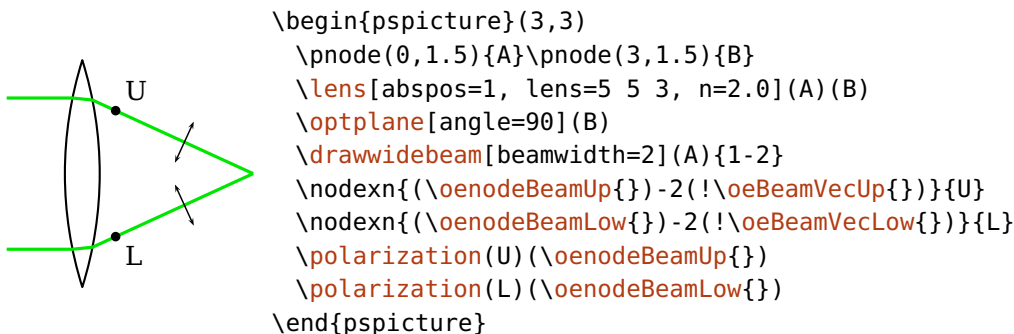 U
L
\begin{pspicture}(3,3)
  \pnode(0,1.5){A}\pnode(3,1.5){B}
  \lens[abspos=1, lens=5 5 3, n=2.0](A)(B)
  \optplane[angle=90](B)
  \drawwidebeam[beamwidth=2](A){1-2}
  \nodexn{(\oenodeBeamUp{})-2(!\oeBeamVecUp{})}{U}
  \nodexn{(\oenodeBeamLow{})-2(!\oeBeamVecLow{})}{L}
  \polarization(U)(\oenodeBeamUp{})
  \polarization(L)(\oenodeBeamLow{})
\end{pspicture}